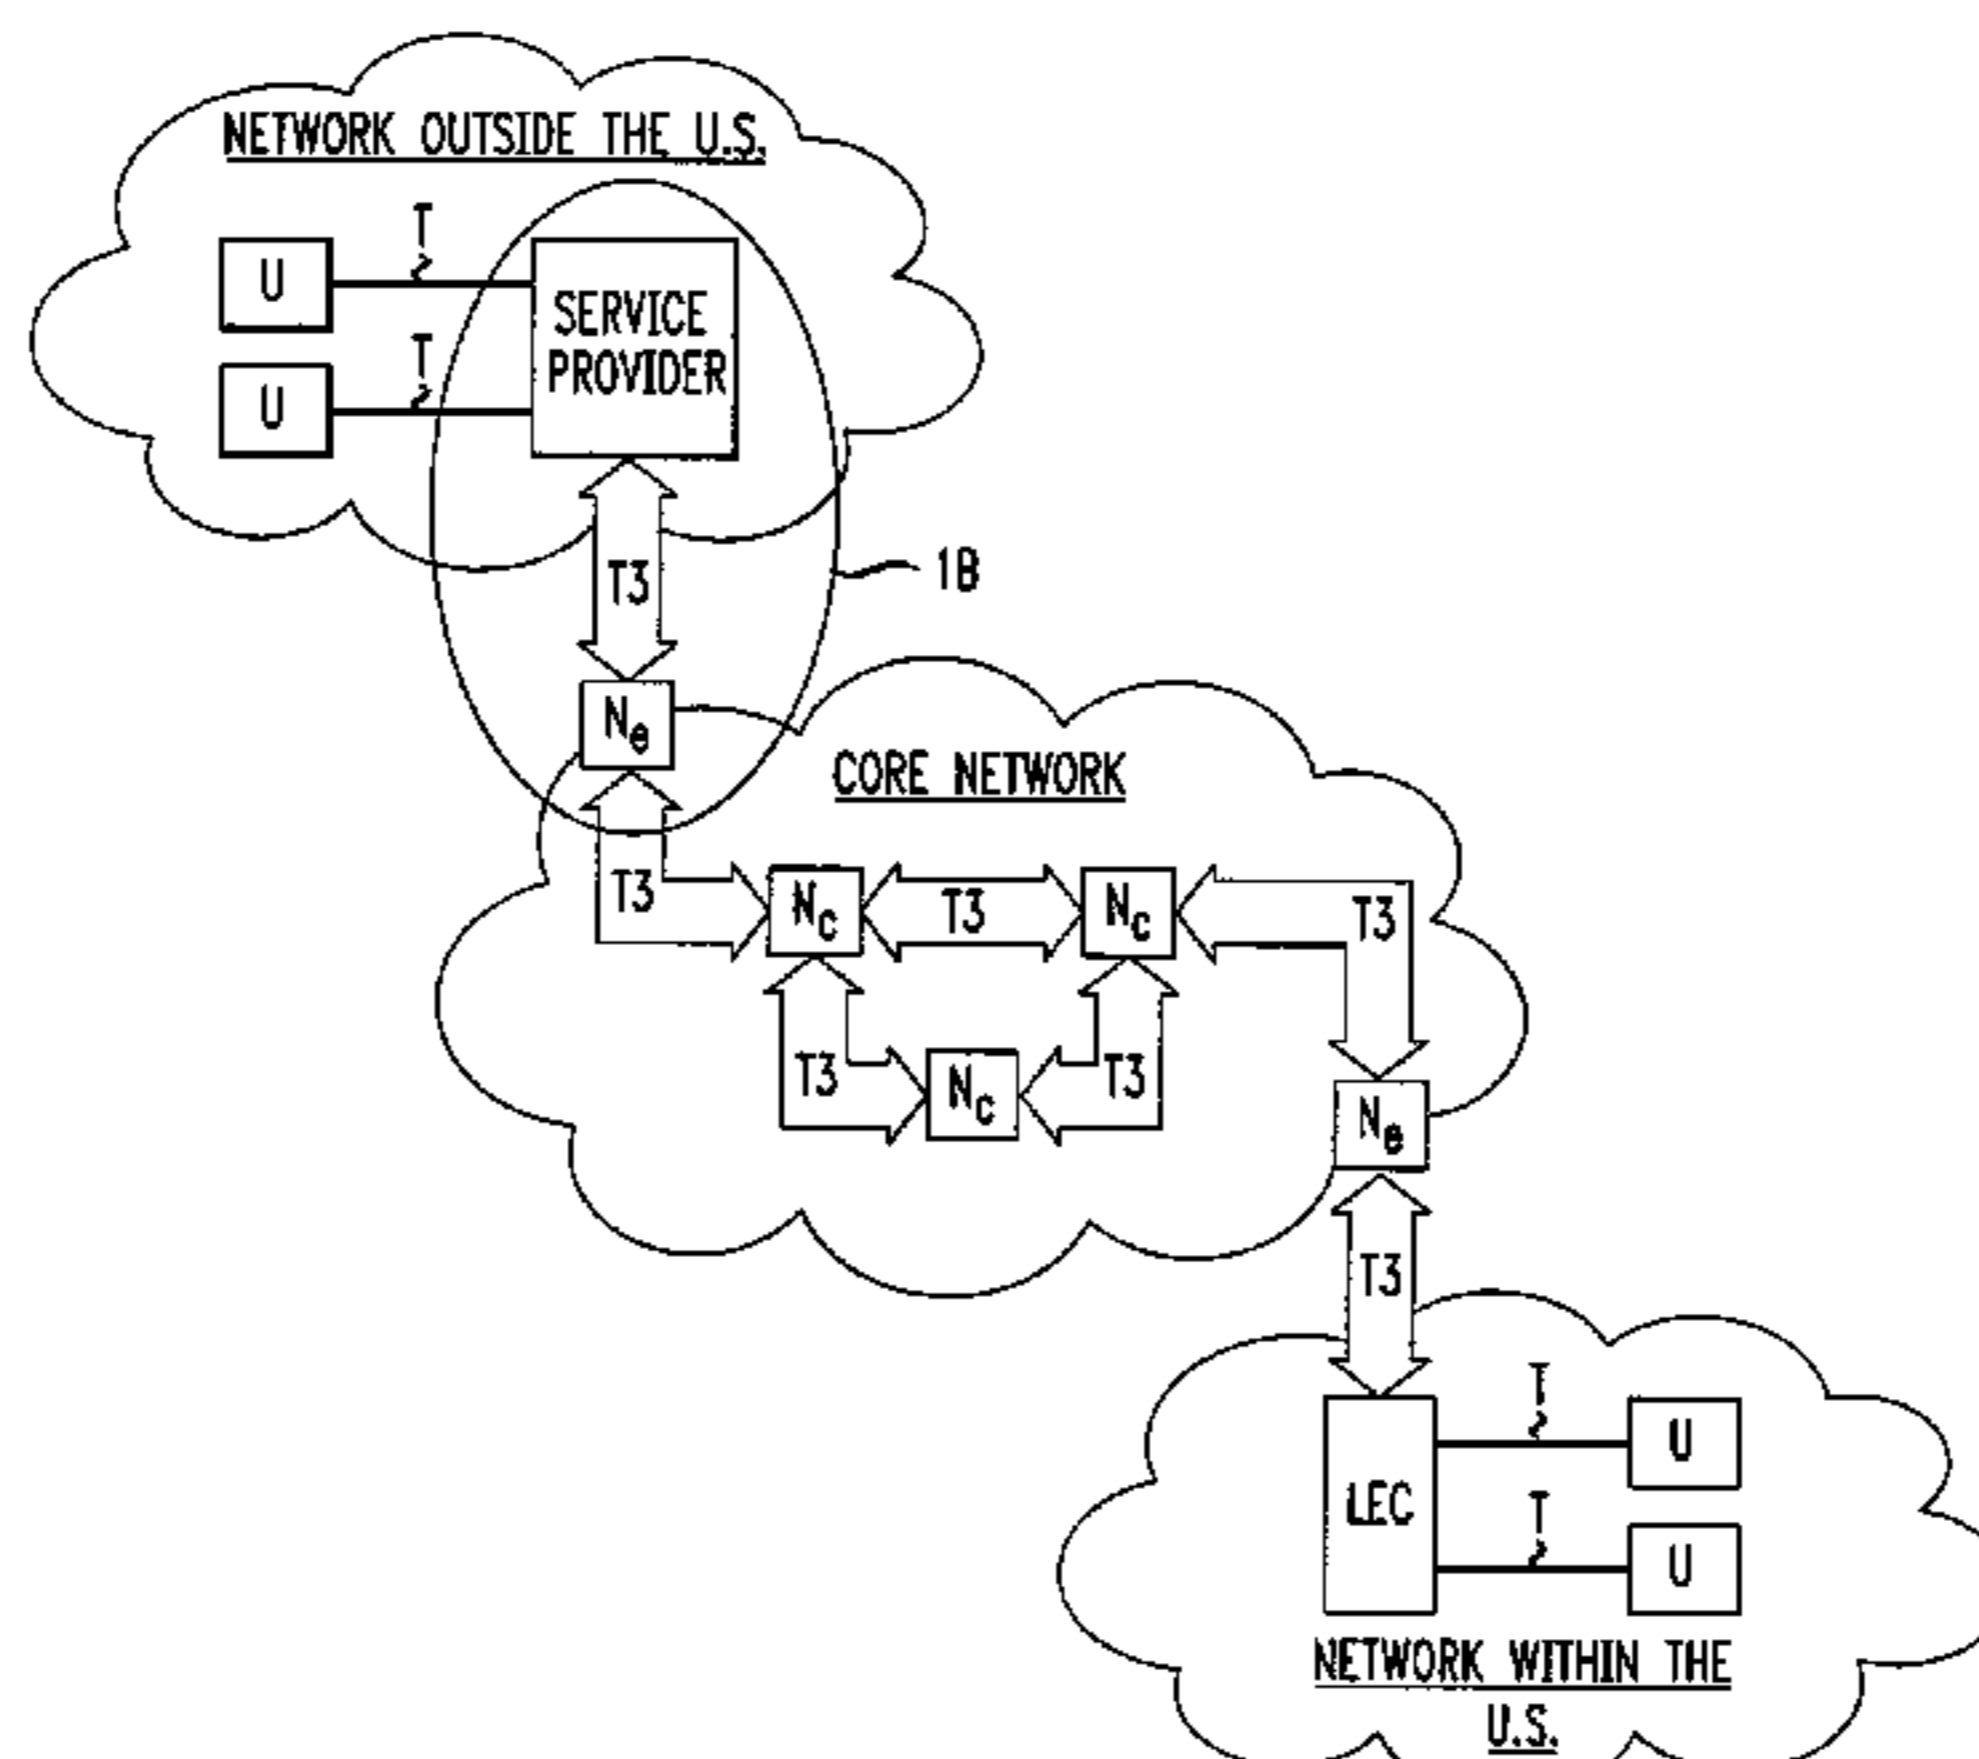 NETWORK OUTSIDE THE U.S.
T
U
SERVICE
PROVIDER
T
U
T3
1B
Ne
CORE NETWORK
T3
Nc
T3
Nc
T3
T3
Nc
T3
Ne
T3
T
U
LEC
T
U
NETWORK WITHIN THE
U.S.